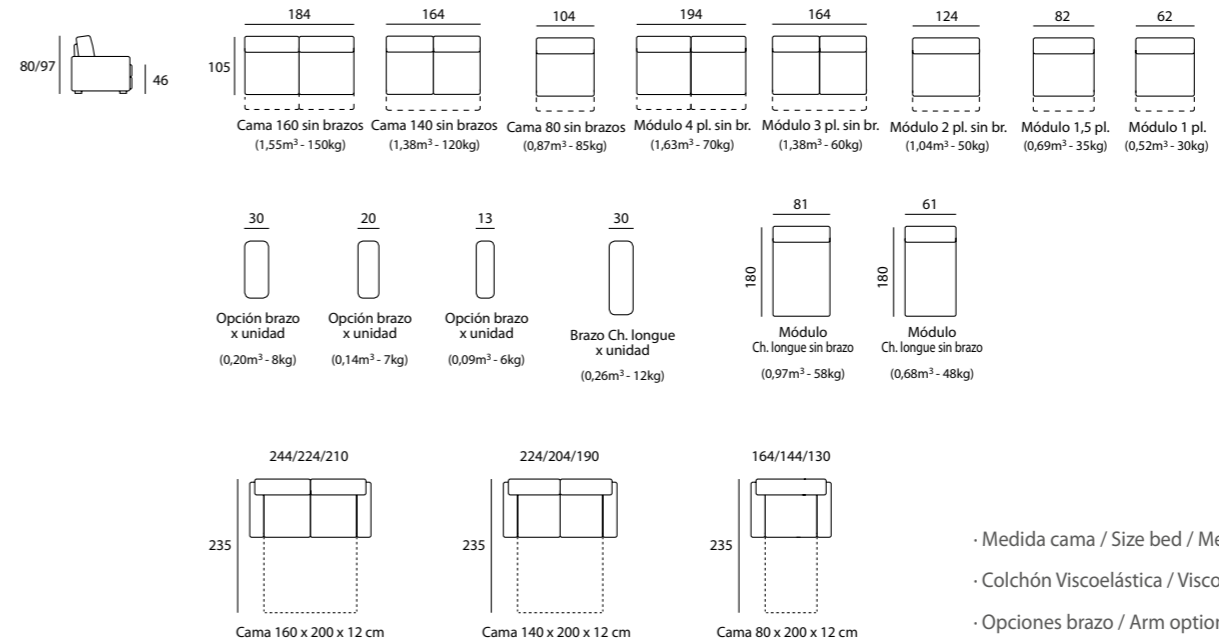 184
164
104
194
164
124
82
62
80/97
46
105
Cama 160 sin brazos
(1,55m³ - 150kg)
Cama 140 sin brazos
(1,38m³ - 120kg)
Cama 80 sin brazos
(0,87m³ - 85kg)
Módulo 4 pl. sin br.
(1,63m³ - 70kg)
Módulo 3 pl. sin br.
(1,38m³ - 60kg)
Módulo 2 pl. sin br.
(1,04m³ - 50kg)
Módulo 1,5 pl.
(0,69m³ - 35kg)
Módulo 1 pl.
(0,52m³ - 30kg)
30
Opción brazo
x unidad
(0,20m³ - 8kg)
20
Opción brazo
x unidad
(0,14m³ - 7kg)
13
Opción brazo
x unidad
(0,09m³ - 6kg)
30
Brazo Ch. longue
x unidad
(0,26m³ - 12kg)
81
180
Módulo
Ch. longue sin brazo
(0,97m³ - 58kg)
61
180
Módulo
Ch. longue sin brazo
(0,68m³ - 48kg)
244/224/210
235
Cama 160 x 200 x 12 cm
224/204/190
235
Cama 140 x 200 x 12 cm
164/144/130
235
Cama 80 x 200 x 12 cm
· Medida cama / Size bed / Me
· Colchón Viscoelástica / Visco
· Opciones brazo / Arm option